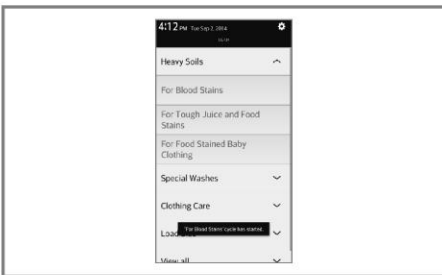 4:12 PM Tue Sep 2, 2014
Heavy Soils
For Blood Stains
For Tough Juice and Food
Stains
For Food Stained Baby
Clothing
Special Washes
Clothing Care
'For Blood Stains' cycle has started.
View all